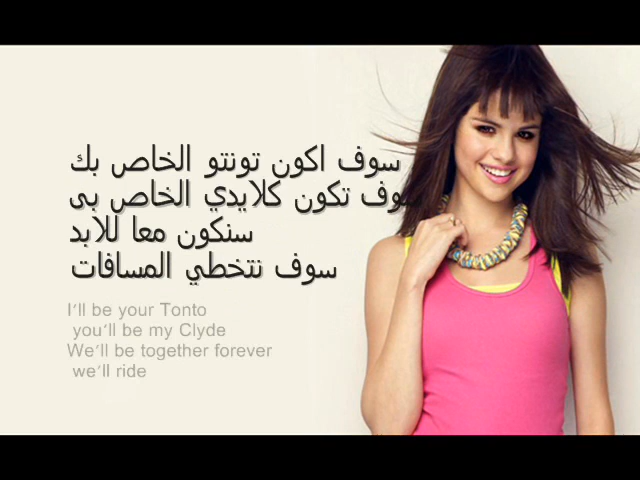 سوف اكون تونتو الخاص بك
سوف تكون كلايدي الخاص بى
سنكون معا للابد
سوف نتخطي المسافات
I'll be your Tonto
you'll be my Clyde
We'll be together forever
we'll ride